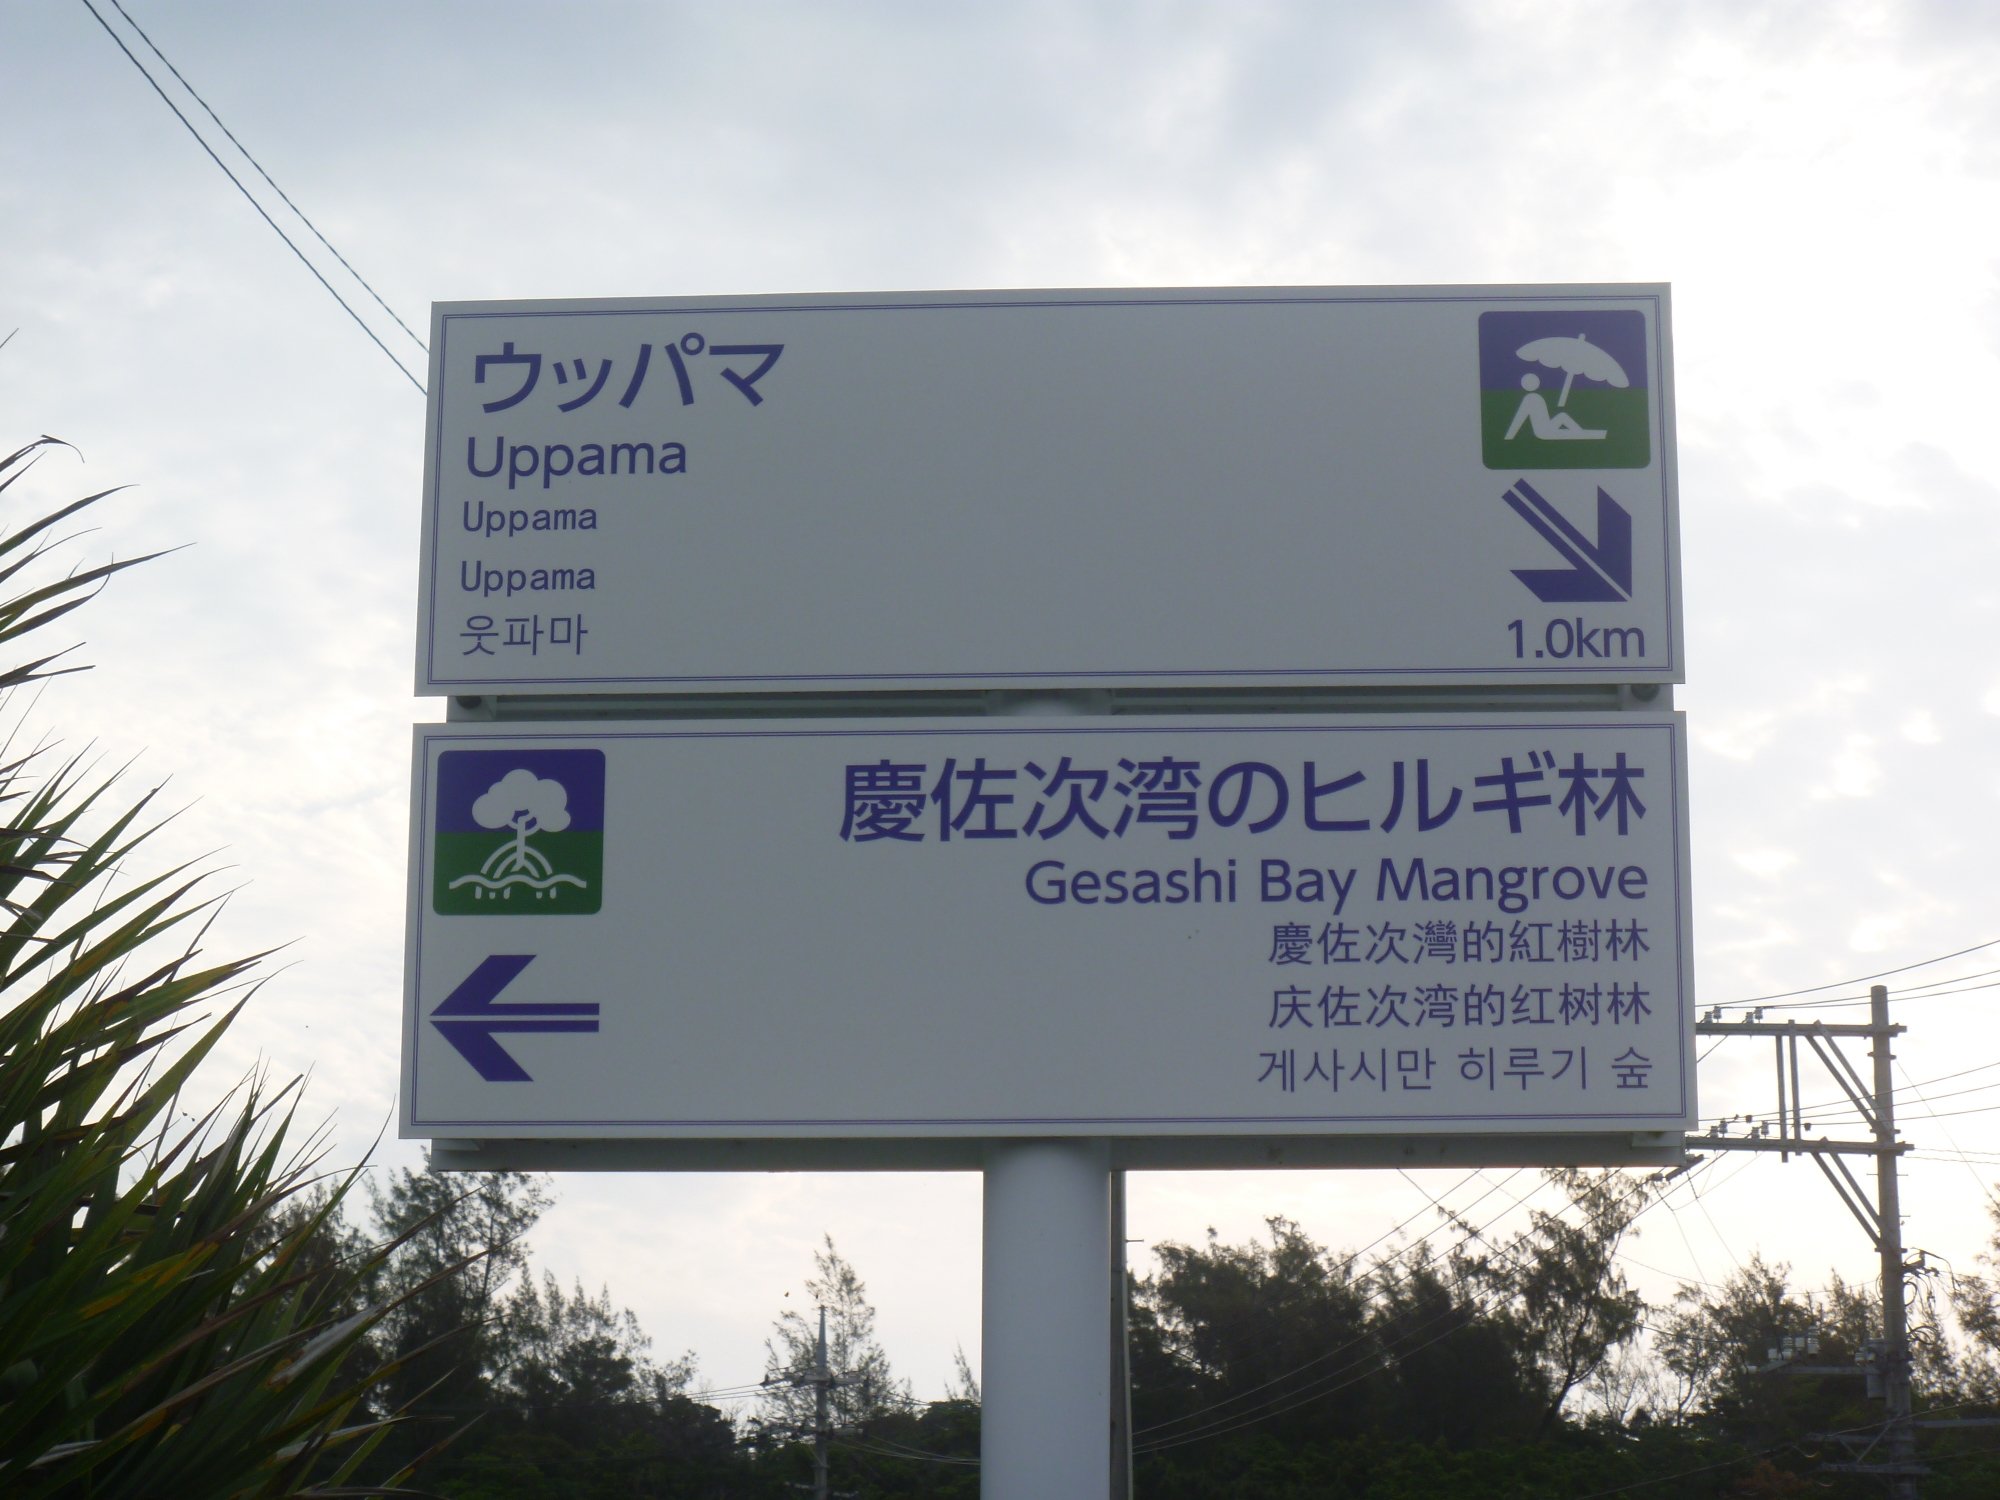 ウッパマ
Uppama
Uppama
Uppama
웃파마
1.0km
慶佐次湾のヒルギ林
Gesashi Bay Mangrove
慶佐次灣的紅樹林
庆佐次湾的红树林
게사시만 히루기 숲